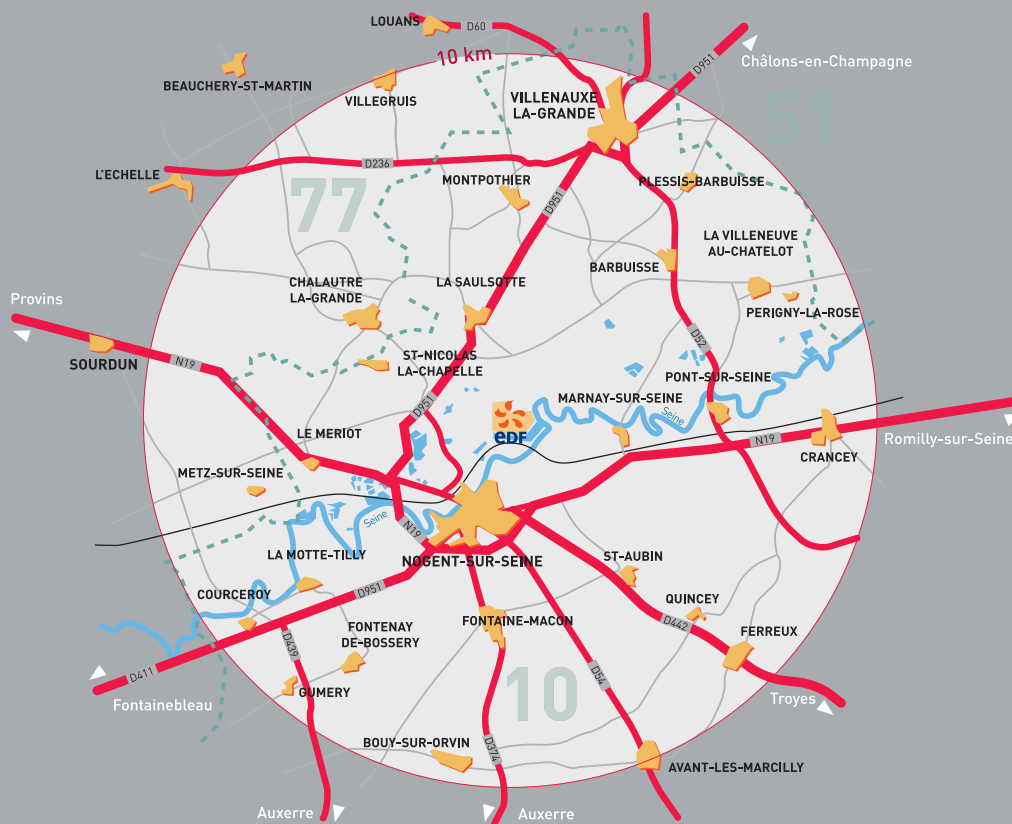 LOUANS
D60
10 km
D951
Châlons-en-Champagne
BEAUCHERY-ST-MARTIN
VILLEGRUIS
VILLENAUXE
LA-GRANDE
51
D236
L'ECHELLE
77
MONTPOTHIER
D951
PLESSIS-BARBUISSE
LA VILLENEUVE
AU-CHATELOT
BARBUISSE
CHALAUTRE
LA-GRANDE
LA SAULSOTTE
PERIGNY-LA-ROSE
Provins
SOURDUN
N19
ST-NICOLAS
LA-CHAPELLE
D52
PONT-SUR-SEINE
D951
MARNAY-SUR-SEINE
Seine
eDF
LE MERIOT
N19
Romilly-sur-Seine
CRANCEY
METZ-SUR-SEINE
Seine
N19
NOGENT-SUR-SEINE
LA MOTTE-TILLY
ST-AUBIN
COURCEROY
D951
QUINCEY
FONTENAY
DE-BOSSERY
FONTAINE-MACON
D442
FERREUX
D439
D411
Fontainebleau
GUMERY
10
D54
Troyes
BOUY-SUR-ORVIN
D374
AVANT-LES-MARCILLY
Auxerre
Auxerre